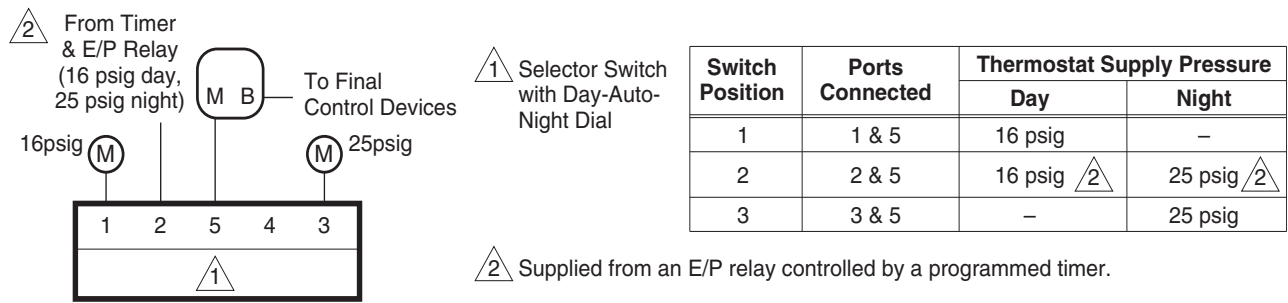 2 From Timer
& E/P Relay
(16 psig day,
25 psig night)
M B
To Final
Control Devices
16psig M
M 25psig
1 2 5 4 3
1
1 Selector Switch
with Day-Auto-
Night Dial
Switch Position Ports Connected Thermostat Supply Pressure
Day Night
1 1 & 5 16 psig –
2 2 & 5 16 psig 2 25 psig 2
3 3 & 5 – 25 psig
2 Supplied from an E/P relay controlled by a programmed timer.